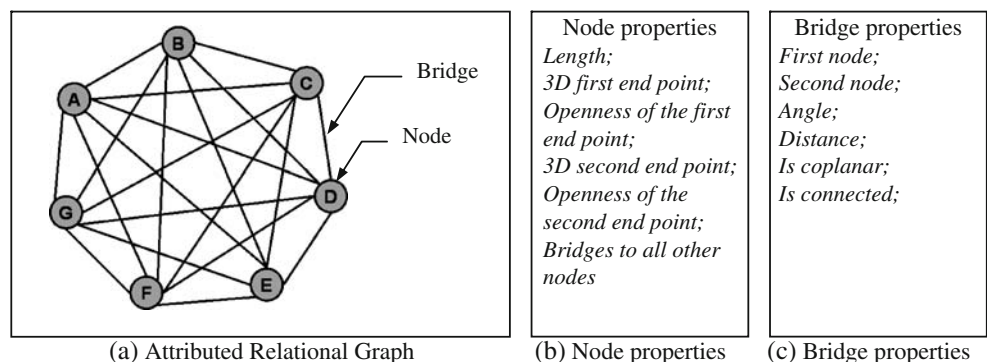 B
C
A
Bridge
Node
D
G
E
F
(a) Attributed Relational Graph
Node properties
Length;
3D first end point;
Openness of the first
end point;
3D second end point;
Openness of the
second end point;
Bridges to all other
nodes
(b) Node properties
Bridge properties
First node;
Second node;
Angle;
Distance;
Is coplanar;
Is connected;
(c) Bridge properties